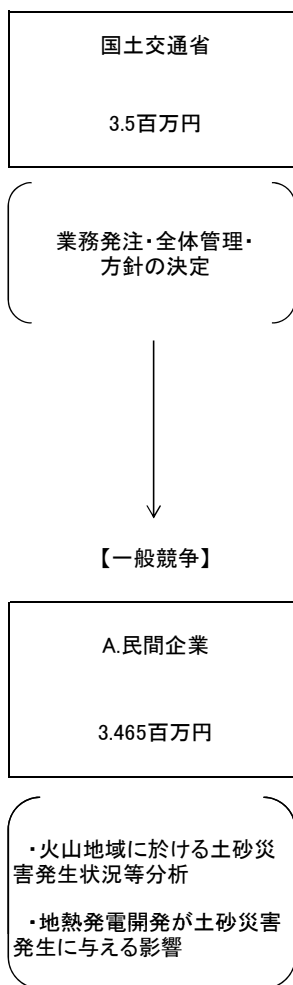 国土交通省
3.5百万円
業務発注・全体管理・
方針の決定
【一般競争】
A.民間企業
3.465百万円
・火山地域に於ける土砂災
害発生状況等分析
・地熱発電開発が土砂災害
発生に与える影響